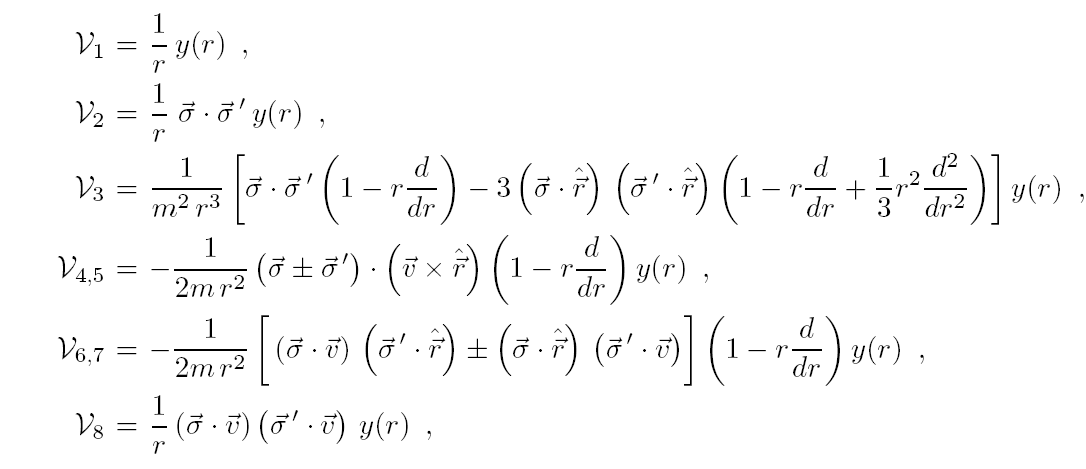 𝒱₁ = 1/r y(r) ,
𝒱₂ = 1/r σ⃗ · σ⃗ ′ y(r) ,
𝒱₃ = 1/(m² r³) [ σ⃗ · σ⃗ ′ ( 1 − r d/dr ) − 3 ( σ⃗ · r⃗̂ ) ( σ⃗ ′ · r⃗̂ ) ( 1 − r d/dr + 1/3 r² d²/dr² ) ] y(r) ,
𝒱₄,₅ = − 1/(2m r²) ( σ⃗ ± σ⃗ ′ ) · ( v⃗ × r⃗̂ ) ( 1 − r d/dr ) y(r) ,
𝒱₆,₇ = − 1/(2m r²) [ ( σ⃗ · v⃗ ) ( σ⃗ ′ · r⃗̂ ) ± ( σ⃗ · r⃗̂ ) ( σ⃗ ′ · v⃗ ) ] ( 1 − r d/dr ) y(r) ,
𝒱₈ = 1/r ( σ⃗ · v⃗ ) ( σ⃗ ′ · v⃗ ) y(r) ,